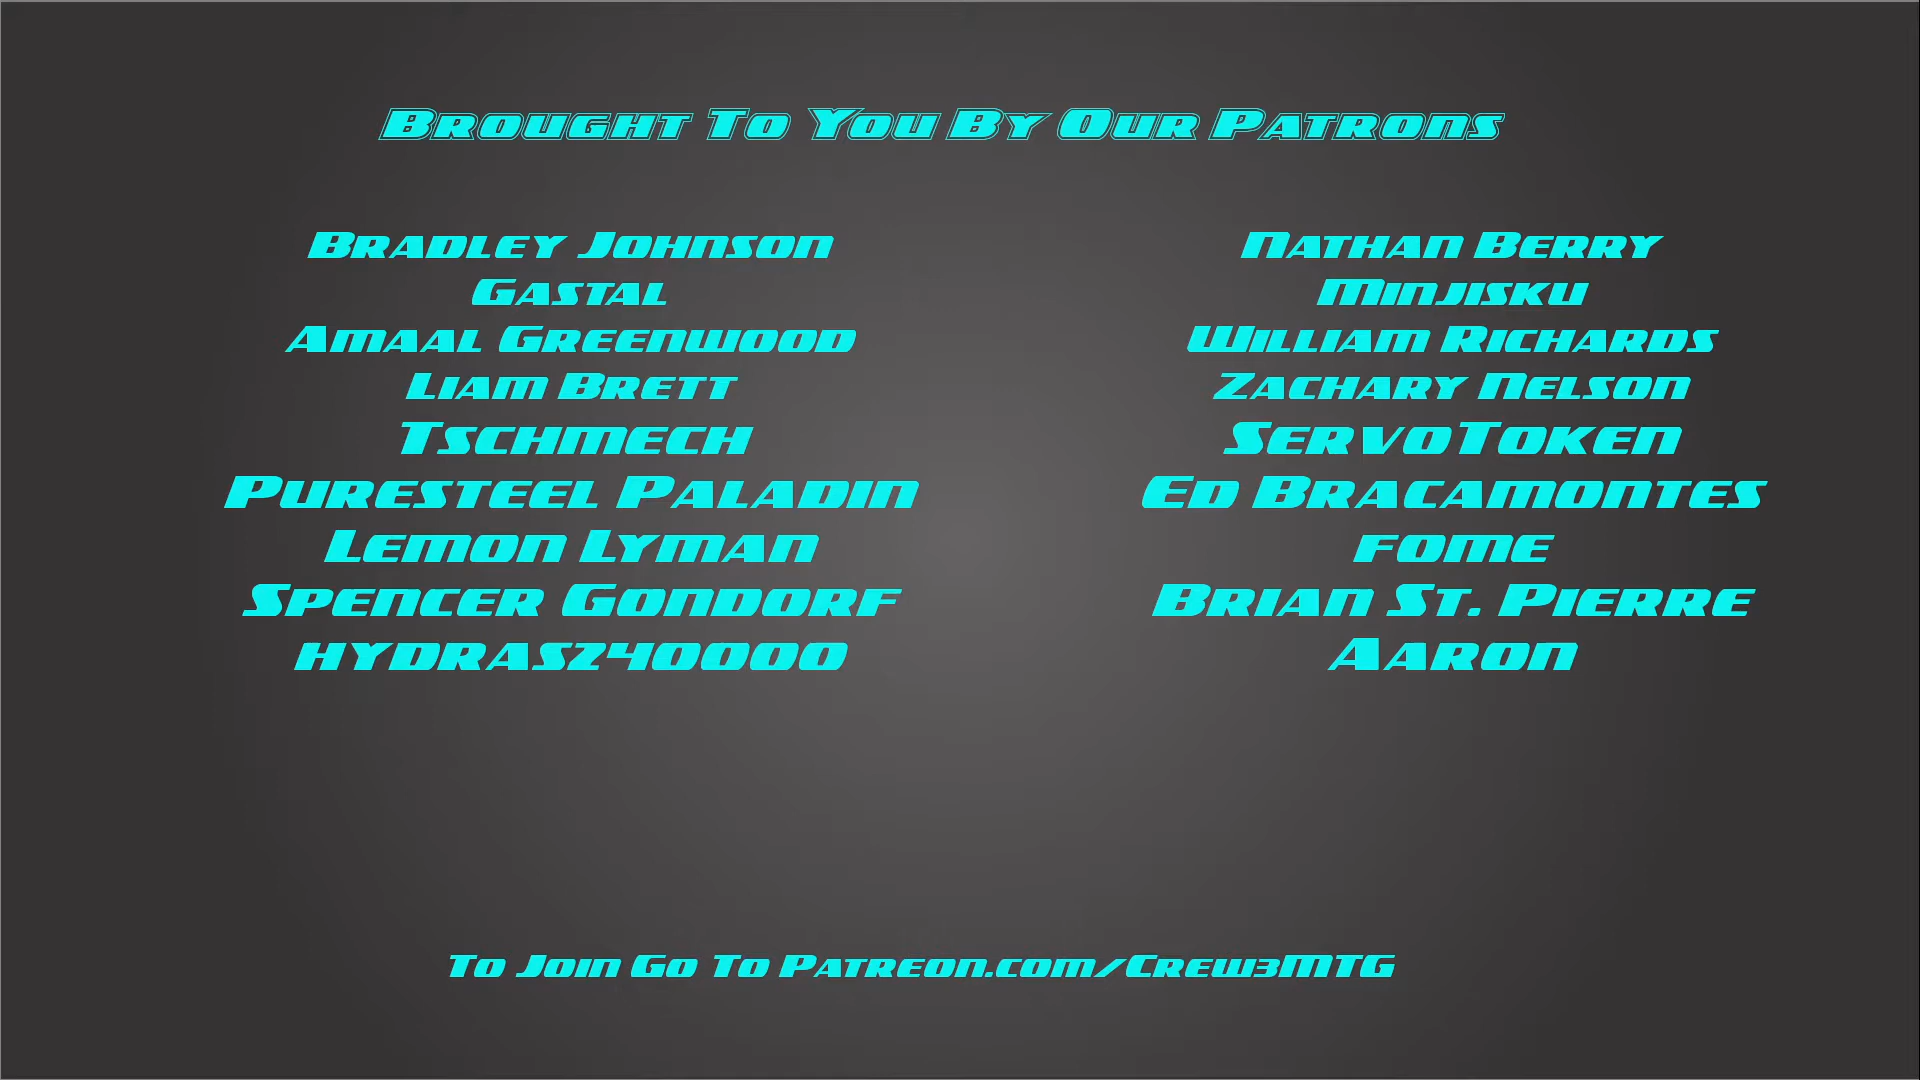 Brought To You By Our Patrons
Bradley Johnson
Gastal
Amaal Greenwood
Liam Brett
Tschmech
Puresteel Paladin
Lemon Lyman
Spencer Gondorf
hydrasz40000
Nathan Berry
Minjisku
William Richards
Zachary Nelson
ServoToken
Ed Bracamontes
fome
Brian St. Pierre
Aaron
To Join Go To Patreon.com/Crew3MTG